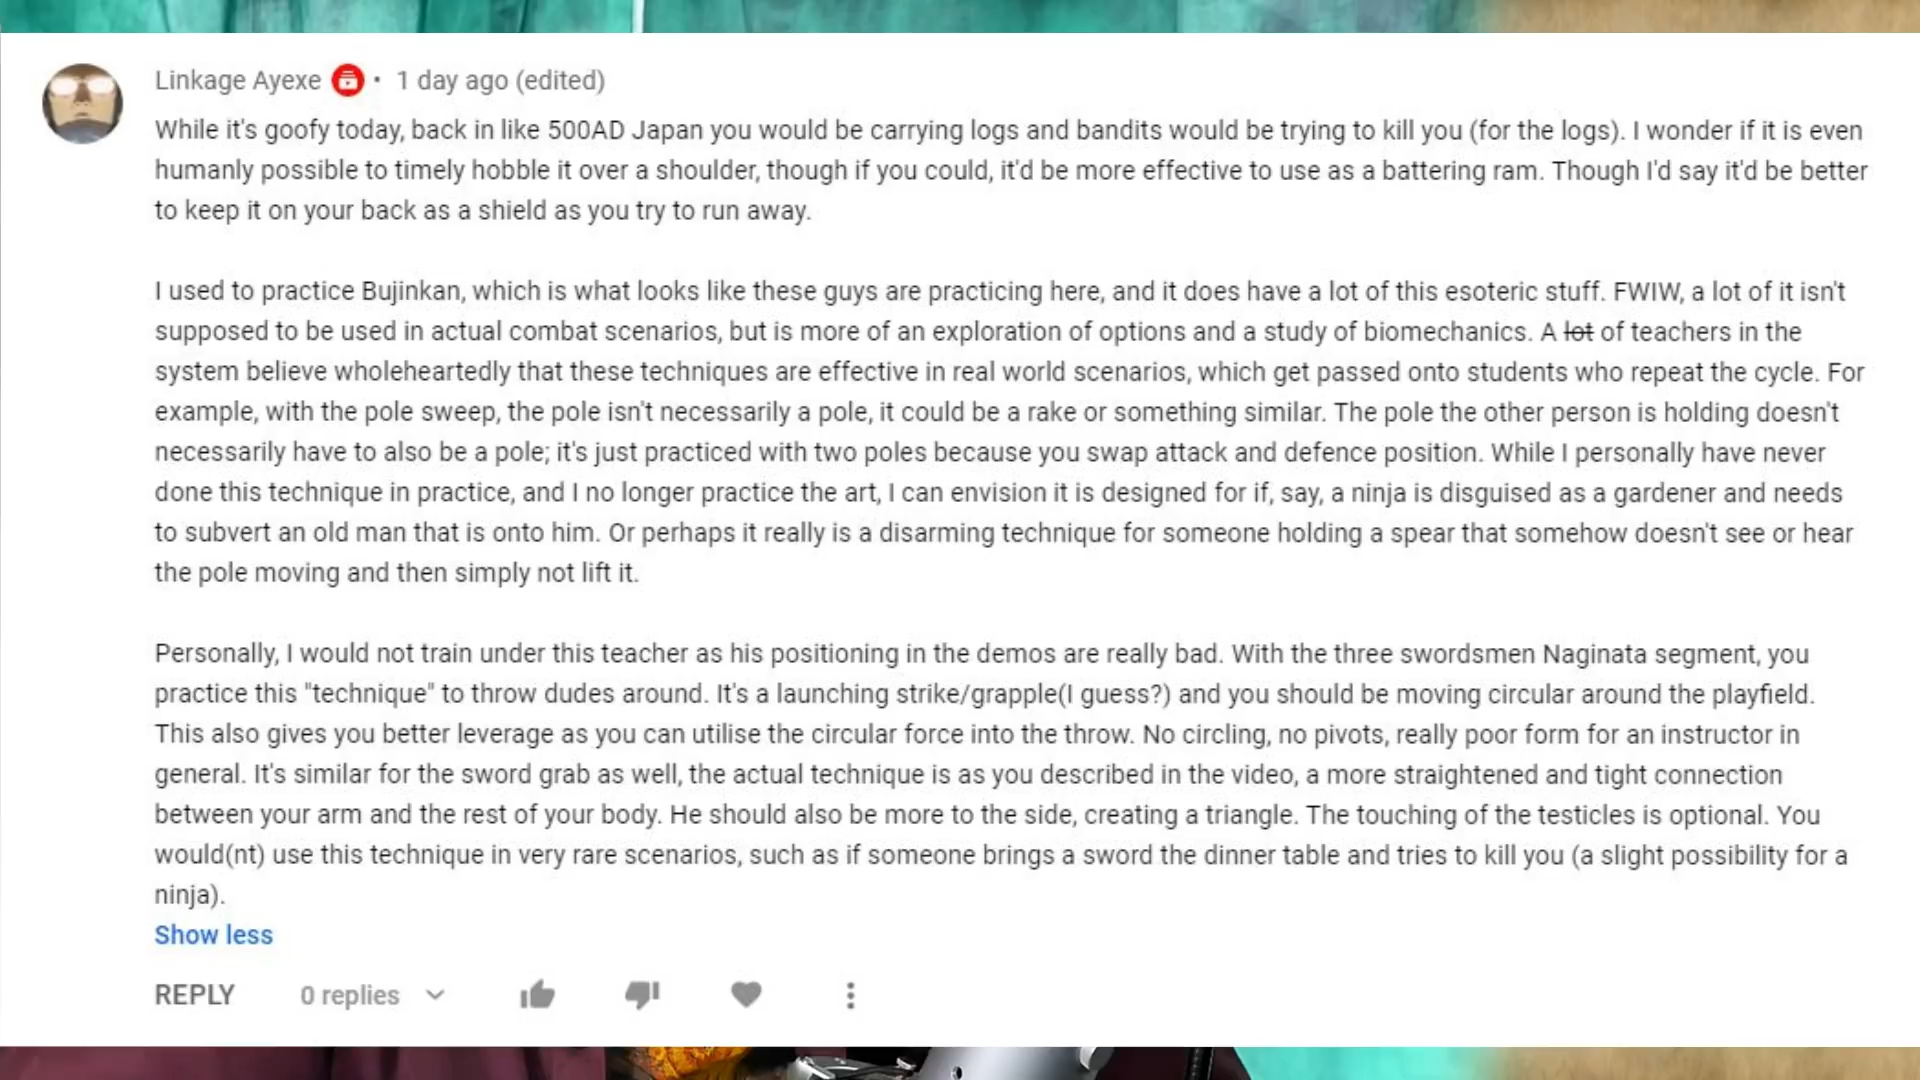 Linkage Ayexe • 1 day ago (edited)
While it's goofy today, back in like 500AD Japan you would be carrying logs and bandits would be trying to kill you (for the logs). I wonder if it is even
humanly possible to timely hobble it over a shoulder, though if you could, it'd be more effective to use as a battering ram. Though I'd say it'd be better
to keep it on your back as a shield as you try to run away.
I used to practice Bujinkan, which is what looks like these guys are practicing here, and it does have a lot of this esoteric stuff. FWIW, a lot of it isn't
supposed to be used in actual combat scenarios, but is more of an exploration of options and a study of biomechanics. A lot of teachers in the
system believe wholeheartedly that these techniques are effective in real world scenarios, which get passed onto students who repeat the cycle. For
example, with the pole sweep, the pole isn't necessarily a pole, it could be a rake or something similar. The pole the other person is holding doesn't
necessarily have to also be a pole; it's just practiced with two poles because you swap attack and defence position. While I personally have never
done this technique in practice, and I no longer practice the art, I can envision it is designed for if, say, a ninja is disguised as a gardener and needs
to subvert an old man that is onto him. Or perhaps it really is a disarming technique for someone holding a spear that somehow doesn't see or hear
the pole moving and then simply not lift it.
Personally, I would not train under this teacher as his positioning in the demos are really bad. With the three swordsmen Naginata segment, you
practice this "technique" to throw dudes around. It's a launching strike/grapple(I guess?) and you should be moving circular around the playfield.
This also gives you better leverage as you can utilise the circular force into the throw. No circling, no pivots, really poor form for an instructor in
general. It's similar for the sword grab as well, the actual technique is as you described in the video, a more straightened and tight connection
between your arm and the rest of your body. He should also be more to the side, creating a triangle. The touching of the testicles is optional. You
would(nt) use this technique in very rare scenarios, such as if someone brings a sword the dinner table and tries to kill you (a slight possibility for a
ninja).
Show less
REPLY 0 replies